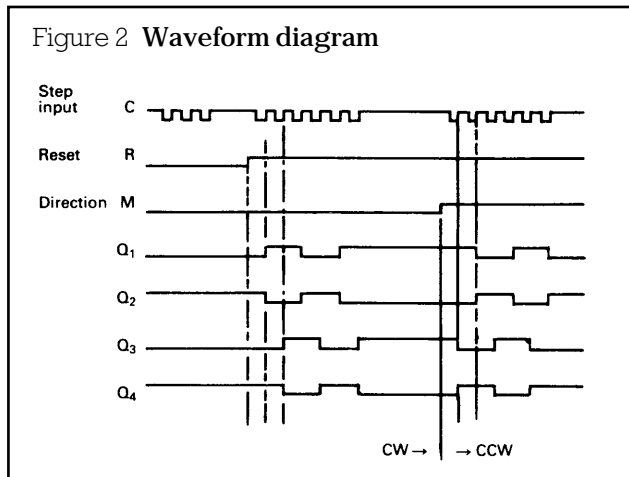 Figure 2 Waveform diagram
Step
input C
Reset R
Direction M
Q1
Q2
Q3
Q4
CW → → CCW